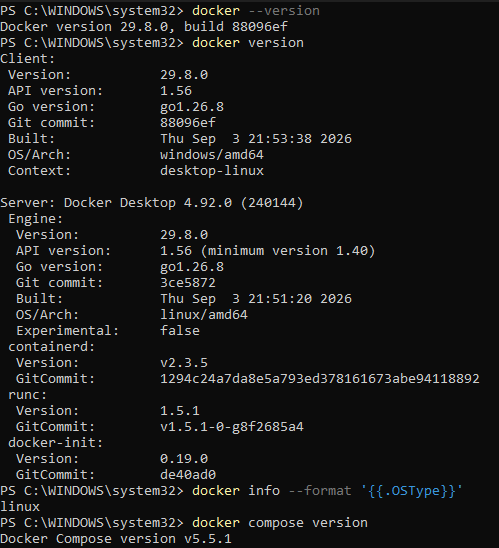 PS C:\WINDOWS\system32> docker --version
Docker version 29.8.0, build 88096ef
PS C:\WINDOWS\system32> docker version
Client:
 Version:           29.8.0
 API version:       1.56
 Go version:        go1.26.8
 Git commit:        88096ef
 Built:             Thu Sep  3 21:53:38 2026
 OS/Arch:           windows/amd64
 Context:           desktop-linux

Server: Docker Desktop 4.92.0 (240144)
 Engine:
  Version:          29.8.0
  API version:      1.56 (minimum version 1.40)
  Go version:       go1.26.8
  Git commit:       3ce5872
  Built:            Thu Sep  3 21:51:20 2026
  OS/Arch:          linux/amd64
  Experimental:     false
 containerd:
  Version:          v2.3.5
  GitCommit:        1294c24a7da8e5a793ed378161673abe94118892
 runc:
  Version:          1.5.1
  GitCommit:        v1.5.1-0-g8f2685a4
 docker-init:
  Version:          0.19.0
  GitCommit:        de40ad0
PS C:\WINDOWS\system32> docker info --format '{{.OSType}}'
linux
PS C:\WINDOWS\system32> docker compose version
Docker Compose version v5.5.1